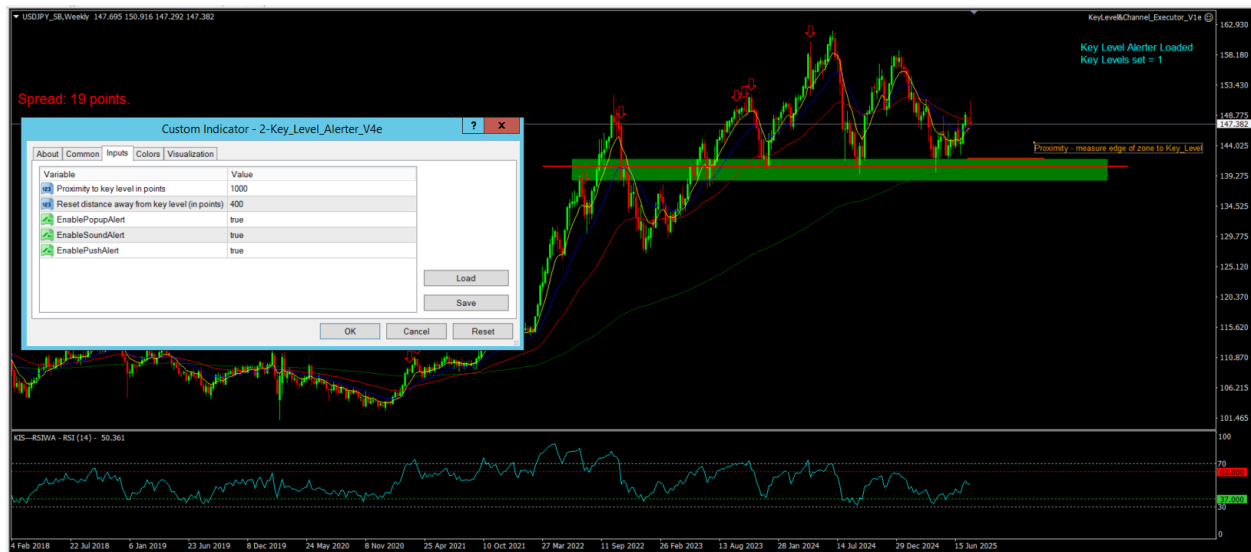 USDJPY_SB,Weekly 147.695 150.916 147.292 147.382
KeyLevel&Channel_Executor_V1e
Key Level Alerter Loaded
Key Levels set = 1
Spread: 19 points.
Custom Indicator - 2-Key_Level_Alerter_V4e
? X
About Common Inputs Colors Visualization
Variable Value
123 Proximity to key level in points 1000
123 Reset distance away from key level (in points) 400
EnablePopupAlert true
EnableSoundAlert true
EnablePushAlert true
Load
Save
OK Cancel Reset
Proximity - measure edge of zone to Key_Level
162.930
158.180
153.430
148.775
147.382
144.025
139.275
134.525
129.775
125.120
120.370
115.620
110.870
106.215
101.465
KIS---RSIWA - RSI (14) - 50.361
100
70
63.000
37.000
30
0
4 Feb 2018 22 Jul 2018 6 Jan 2019 23 Jun 2019 8 Dec 2019 24 May 2020 8 Nov 2020 25 Apr 2021 10 Oct 2021 27 Mar 2022 11 Sep 2022 26 Feb 2023 13 Aug 2023 28 Jan 2024 14 Jul 2024 29 Dec 2024 15 Jun 2025